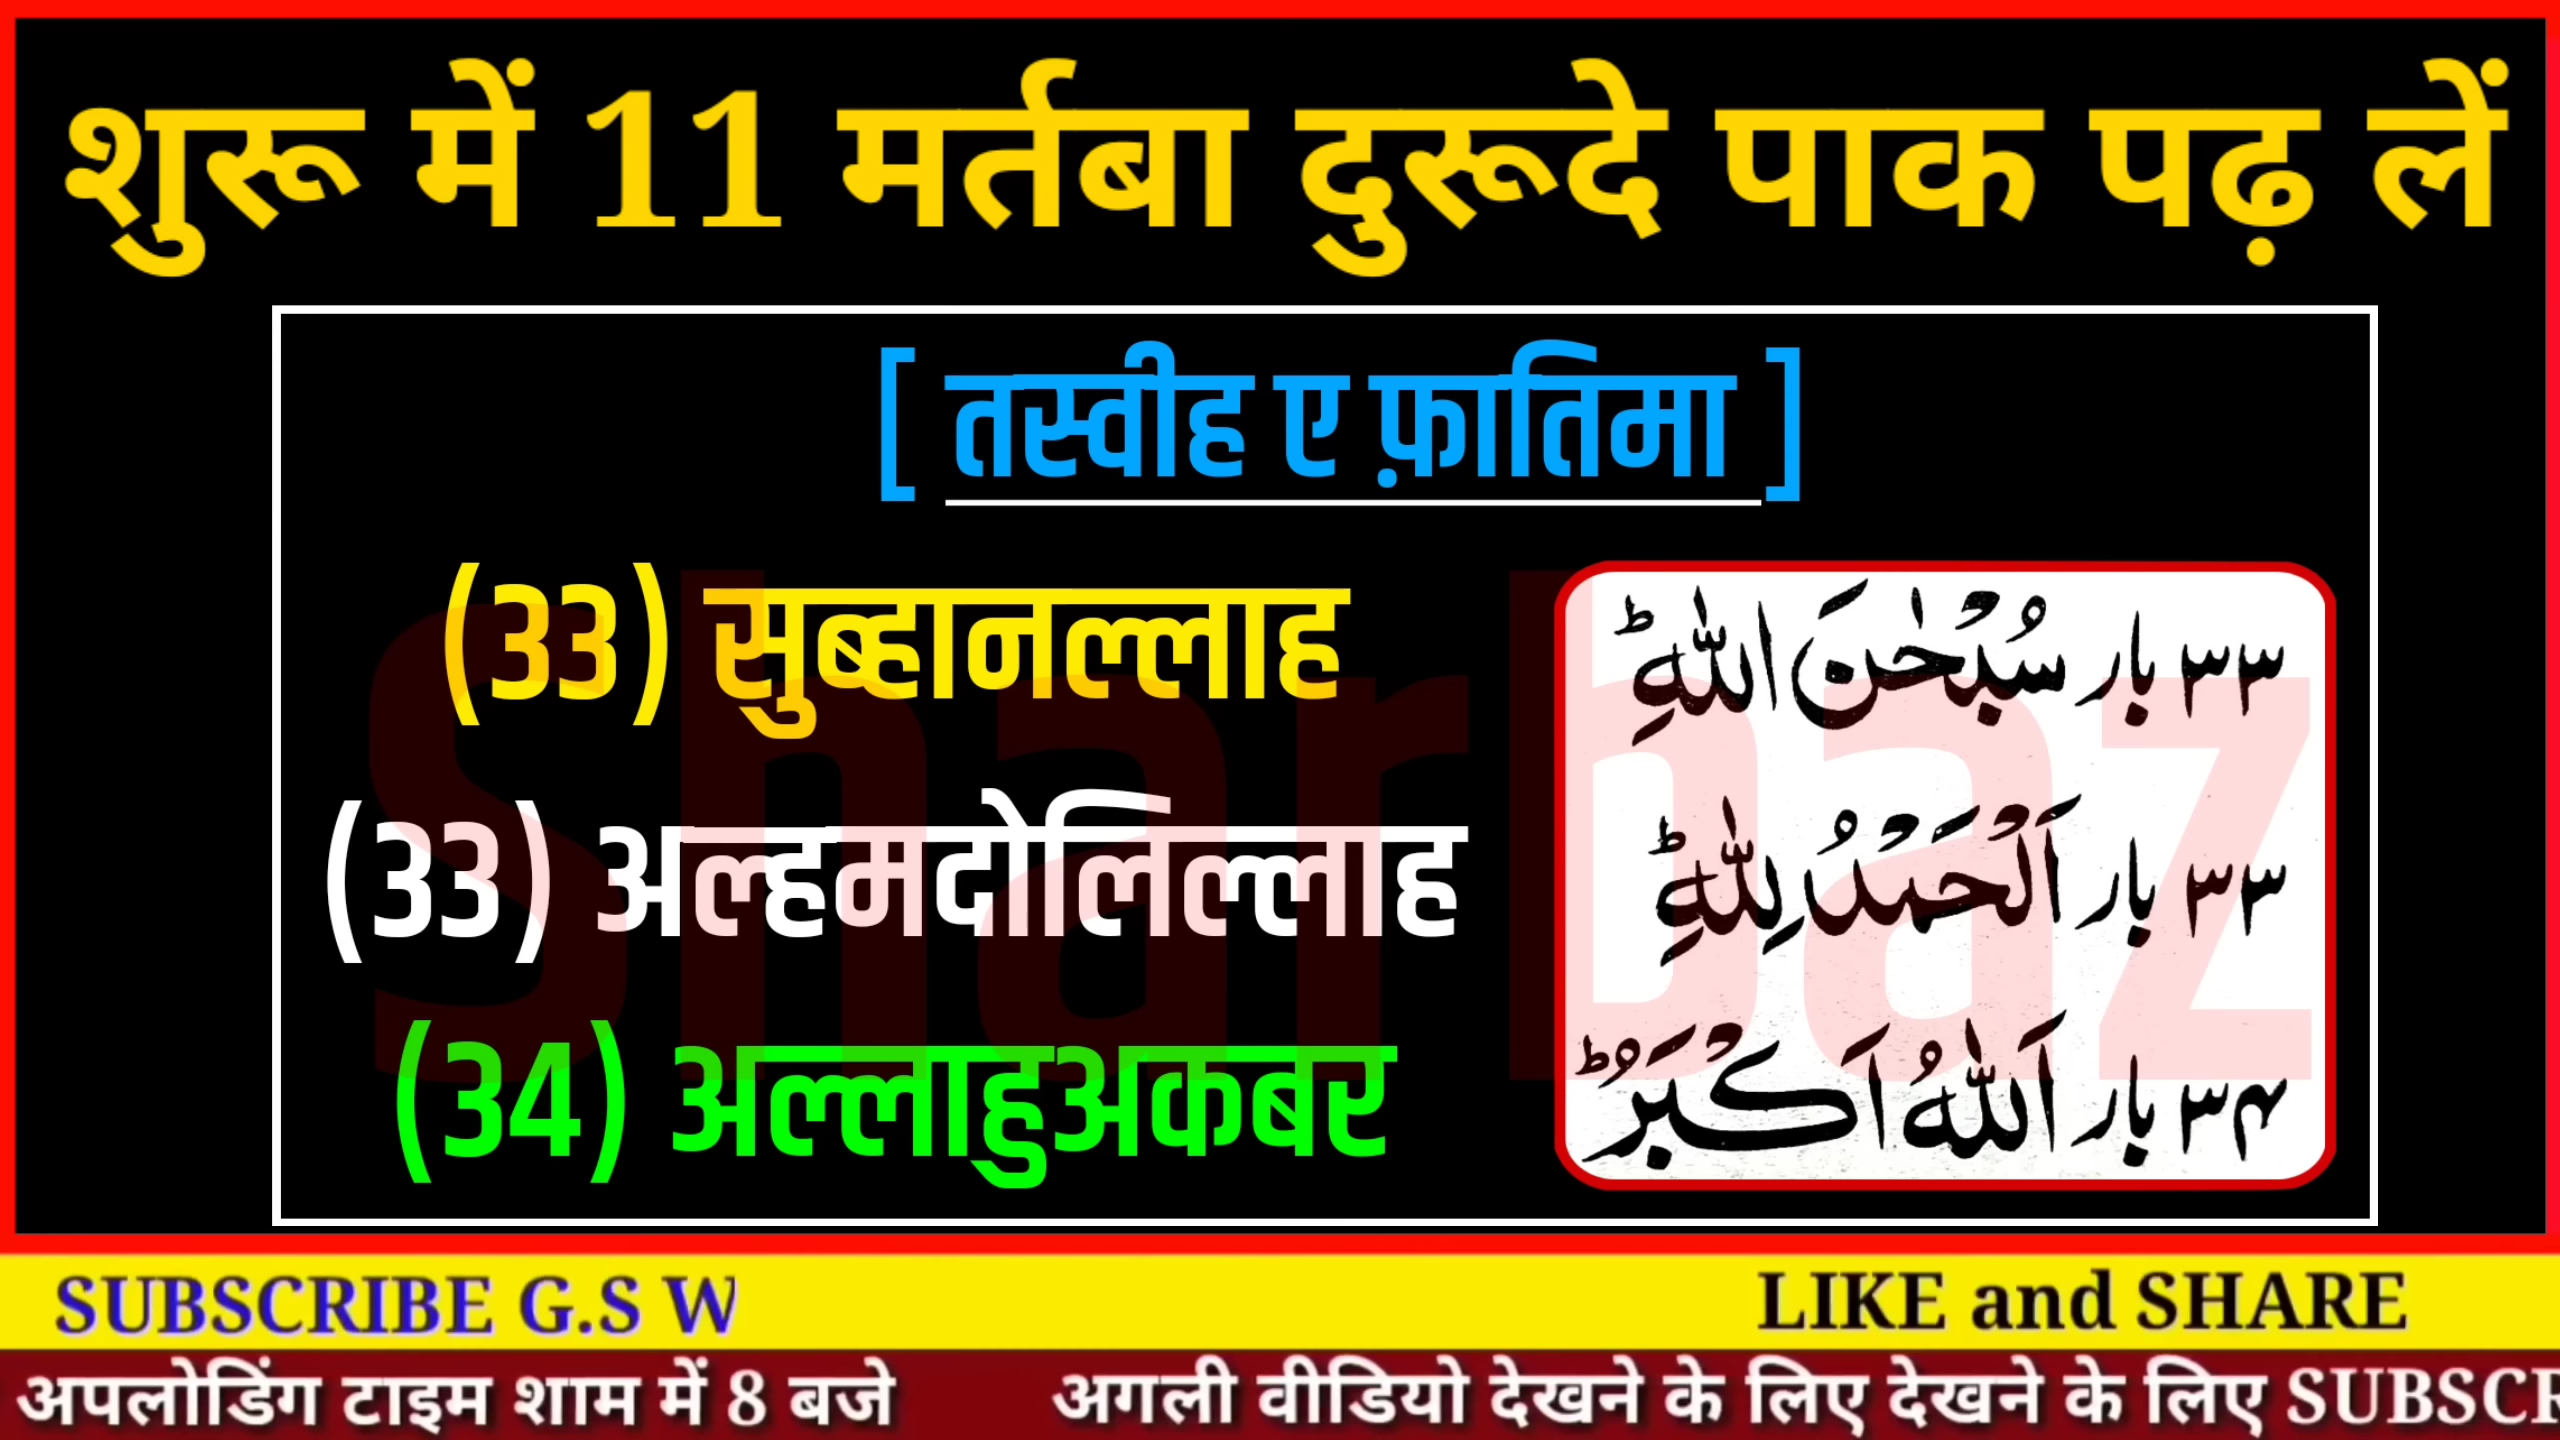 शुरू में 11 मर्तबा दुरूदे पाक पढ़ लें
[ तस्वीह ए फ़ातिमा ]
(33) सुब्हानल्लाह
(33) अल्हमदोलिल्लाह
(34) अल्लाहुअकबर
۳۳ بار سُبْحٰنَ اللّٰهِ ؕ
۳۳ بار اَلْحَمْدُ لِلّٰهِ ؕ
۳۴ بار اَللّٰهُ اَكْبَرُ ؕ
Sharbaz
SUBSCRIBE G.S W
LIKE and SHARE
अपलोडिंग टाइम शाम में 8 बजे
अगली वीडियो देखने के लिए देखने के लिए SUBSCR